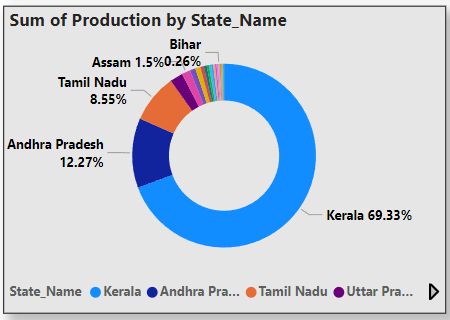 Sum of Production by State_Name
Bihar
0.26%
Assam 1.5%
Tamil Nadu
8.55%
Andhra Pradesh
12.27%
Kerala 69.33%
State_Name Kerala Andhra Pra... Tamil Nadu Uttar Pra...